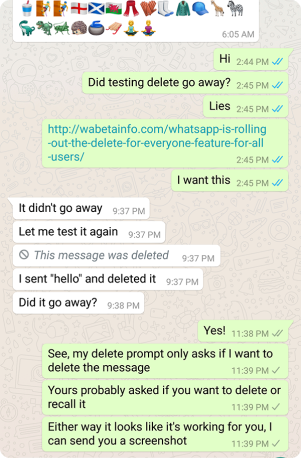 6:05 AM
Hi 2:44 PM
Did testing delete go away? 2:45 PM
Lies 2:45 PM
http://wabetainfo.com/whatsapp-is-rolling
-out-the-delete-for-everyone-feature-for-all
-users/
2:45 PM
I want this 2:45 PM
It didn't go away 9:37 PM
Let me test it again 9:37 PM
This message was deleted 9:37 PM
I sent "hello" and deleted it 9:37 PM
Did it go away? 9:38 PM
Yes! 11:38 PM
See, my delete prompt only asks if I want to
delete the message 11:39 PM
Yours probably asked if you want to delete or
recall it 11:39 PM
Either way it looks like it's working for you, I
can send you a screenshot 11:39 PM